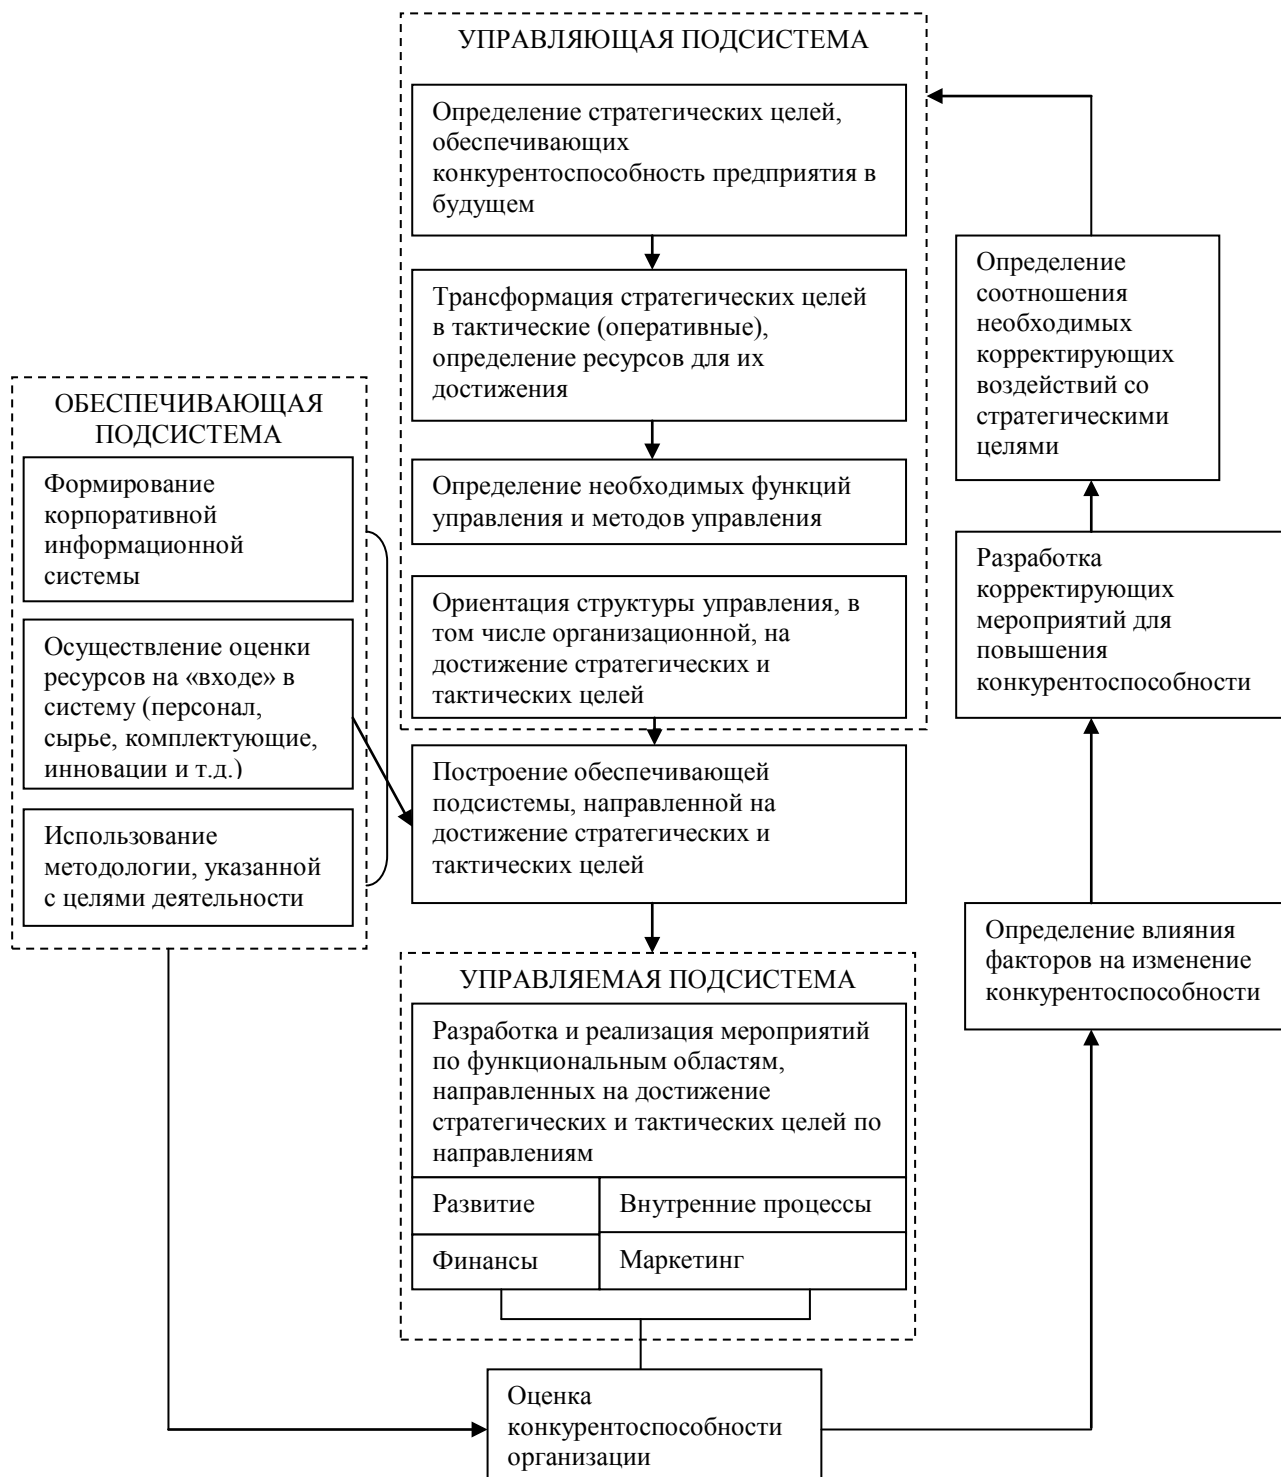 УПРАВЛЯЮЩАЯ ПОДСИСТЕМА
Определение стратегических целей,
обеспечивающих
конкурентоспособность предприятия в
будущем
Трансформация стратегических целей
в тактические (оперативные),
определение ресурсов для их
достижения
Определение необходимых функций
управления и методов управления
Ориентация структуры управления, в
том числе организационной, на
достижение стратегических и
тактических целей
ОБЕСПЕЧИВАЮЩАЯ
ПОДСИСТЕМА
Формирование
корпоративной
информационной
системы
Осуществление оценки
ресурсов на «входе» в
систему (персонал,
сырье, комплектующие,
инновации и т.д.)
Использование
методологии, указанной
с целями деятельности
Построение обеспечивающей
подсистемы, направленной на
достижение стратегических и
тактических целей
УПРАВЛЯЕМАЯ ПОДСИСТЕМА
Разработка и реализация мероприятий
по функциональным областям,
направленных на достижение
стратегических и тактических целей по
направлениям
Развитие
Внутренние процессы
Финансы
Маркетинг
Оценка
конкурентоспособности
организации
Определение влияния
факторов на изменение
конкурентоспособности
Разработка
корректирующих
мероприятий для
повышения
конкурентоспособности
Определение
соотношения
необходимых
корректирующих
воздействий со
стратегическими
целями